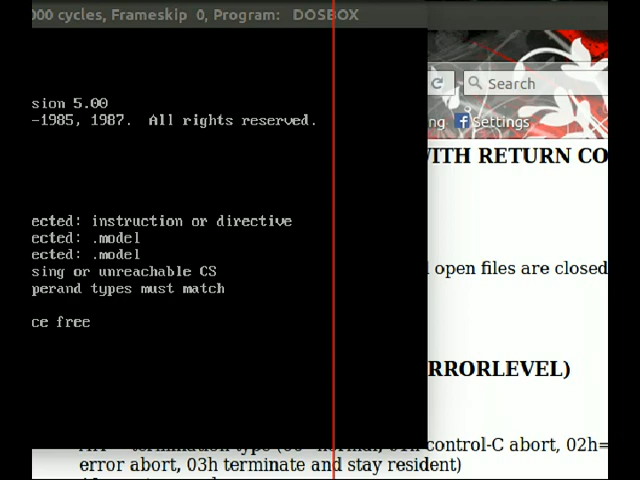 000 cycles, Frameskip 0, Program: DOSBOX
Search
sion 5.00
-1985, 1987. All rights reserved.
ng Settings
WITH RETURN CO
ected: instruction or directive
ected: .model
ected: .model
sing or unreachable CS
open files are closed
perand types must match
ce free
RRORLEVEL)
termination type
control-C abort, 02h=
error abort, 03h terminate and stay resident)